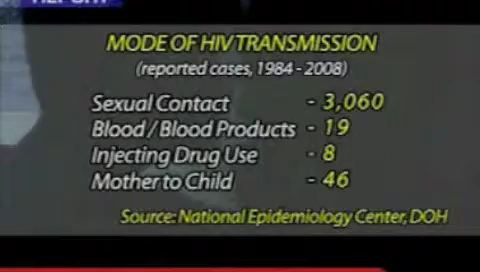 REPORT
MODE OF HIV TRANSMISSION
(reported cases, 1984 - 2008)
Sexual Contact - 3,060
Blood / Blood Products - 19
Injecting Drug Use - 8
Mother to Child - 46
Source: National Epidemiology Center, DOH